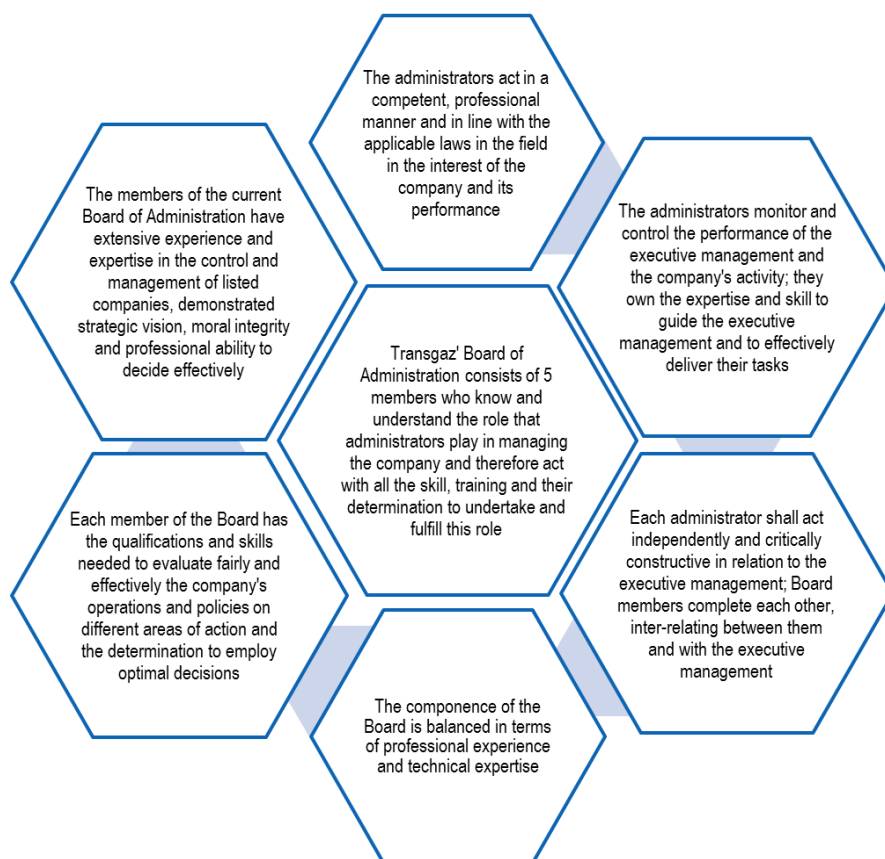 The administrators act in a
competent, professional
manner and in line with the
applicable laws in the field
in the interest of the
company and its
performance
The members of the current
Board of Administration have
extensive experience and
expertise in the control and
management of listed
companies, demonstrated
strategic vision, moral integrity
and professional ability to
decide effectively
The administrators monitor and
control the performance of the
executive management and
the company's activity; they
own the expertise and skill to
guide the executive
management and to effectively
deliver their tasks
Transgaz' Board of
Administration consists of 5
members who know and
understand the role that
administrators play in managing
the company and therefore act
with all the skill, training and their
determination to undertake and
fulfill this role
Each member of the Board has
the qualifications and skills
needed to evaluate fairly and
effectively the company's
operations and policies on
different areas of action and
the determination to employ
optimal decisions
Each administrator shall act
independently and critically
constructive in relation to the
executive management; Board
members complete each other,
inter-relating between them
and with the executive
management
The componence of the
Board is balanced in terms
of professional experience
and technical expertise